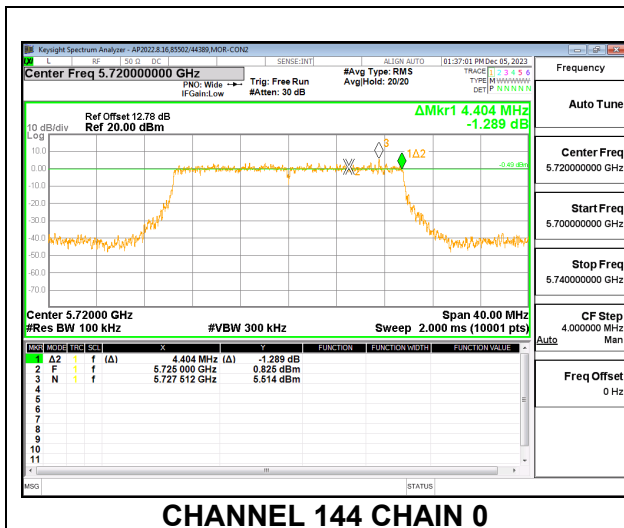 Keysight Spectrum Analyzer - AP2022.8.16,85502/44389,MOR-CON2
L RF 50 Ω DC SENSE:INT ALIGN AUTO 01:37:01 PM Dec 05, 2023
Center Freq 5.720000000 GHz #Avg Type: RMS TRACE 1 2 3 4 5 6
PNO: Wide Trig: Free Run Avg|Hold: 20/20 TYPE M WWWWW
IFGain:Low #Atten: 30 dB DET P N N N N N
Frequency
Auto Tune
Center Freq
5.720000000 GHz
Start Freq
5.700000000 GHz
Stop Freq
5.740000000 GHz
CF Step
4.000000 MHz
Auto Man
Freq Offset
0 Hz
ΔMkr1 4.404 MHz
-1.289 dB
Ref Offset 12.78 dB
10 dB/div Ref 20.00 dBm
Log
10.0
0.00
-10.0
-20.0
-30.0
-40.0
-50.0
-60.0
-70.0
3
1Δ2
2
-0.49 dBm
Center 5.72000 GHz Span 40.00 MHz
#Res BW 100 kHz #VBW 300 kHz Sweep 2.000 ms (10001 pts)
MKR MODE TRC SCL X Y FUNCTION FUNCTION WIDTH FUNCTION VALUE
1 Δ2 1 f (Δ) 4.404 MHz (Δ) -1.289 dB
2 F 1 f 5.725 000 GHz 0.825 dBm
3 N 1 f 5.727 512 GHz 5.514 dBm
4
5
6
7
8
9
10
11
MSG STATUS
CHANNEL 144 CHAIN 0